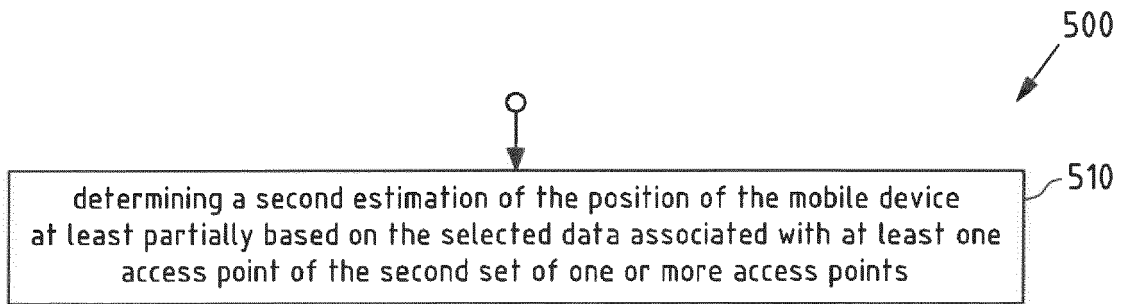 500
510
determining a second estimation of the position of the mobile device
at least partially based on the selected data associated with at least one
access point of the second set of one or more access points